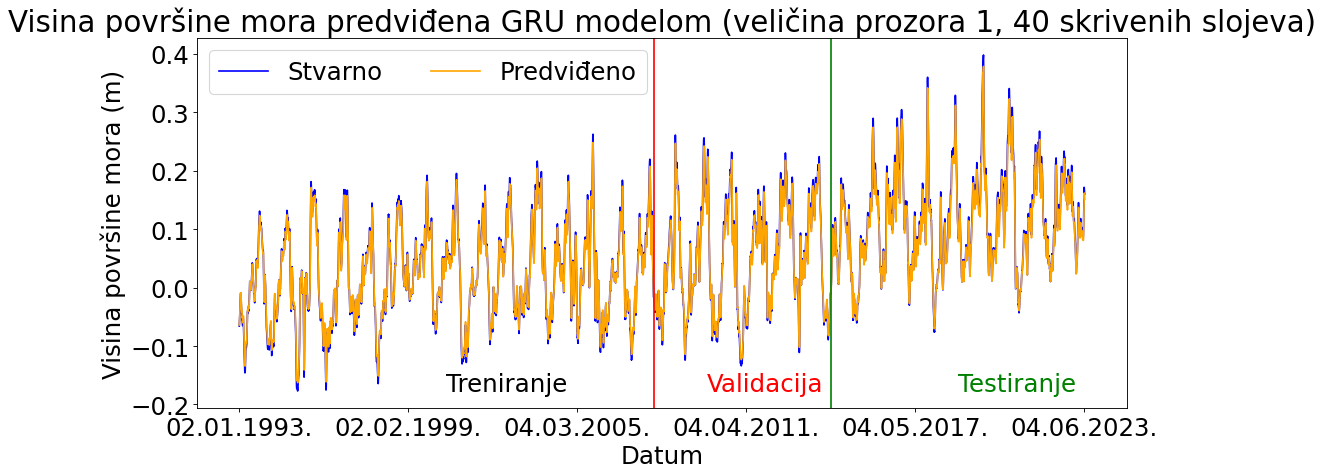 Visina površine mora predviđena GRU modelom (veličina prozora 1, 40 skrivenih slojeva)
Stvarno
Predviđeno
Visina površine mora (m)
0.4
0.3
0.2
0.1
0.0
−0.1
−0.2
Treniranje
Validacija
Testiranje
02.01.1993.
02.02.1999.
04.03.2005.
04.04.2011.
04.05.2017.
04.06.2023.
Datum